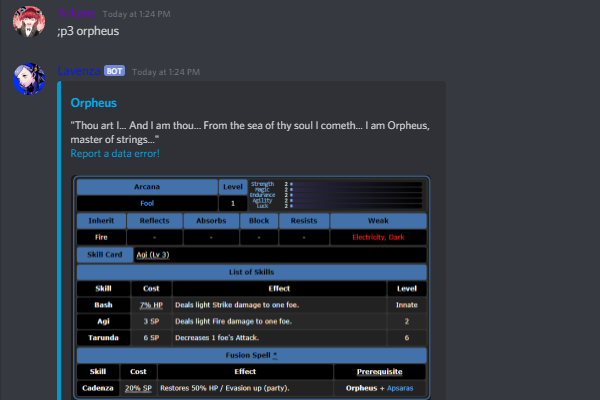 Today at 1:24 PM
;p3 orpheus
Lavenza BOT Today at 1:24 PM
Orpheus
"Thou art I... And I am thou... From the sea of thy soul I cometh... I am Orpheus,
master of strings..."
Report a data error!
Arcana Level
Fool 1
Strength 2
Magic 2
Endurance 2
Agility 2
Luck 2
Inherit Reflects Absorbs Block Resists Weak
Fire - - - - Electricity, Dark
Skill Card Agi (Lv 3)
List of Skills
Skill Cost Effect Level
Bash 7% HP Deals light Strike damage to one foe. Innate
Agi 3 SP Deals light Fire damage to one foe. 2
Tarunda 6 SP Decreases 1 foe's Attack. 6
Fusion Spell *
Skill Cost Effect Prerequisite
Cadenza 20% SP Restores 50% HP / Evasion up (party). Orpheus + Apsaras